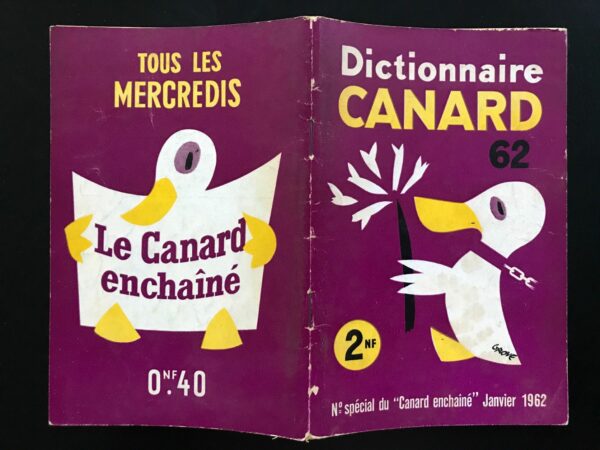 TOUS LES
MERCREDIS
Le Canard
enchaîné
0NF.40
Dictionnaire
CANARD
62
2NF
GROVE
No spécial du "Canard enchaîné" Janvier 1962